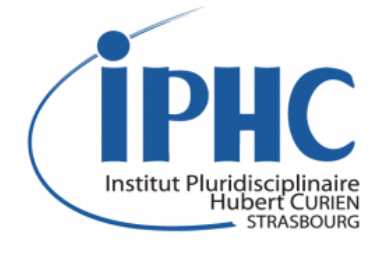 iPHC
Institut Pluridisciplinaire
Hubert CURIEN
STRASBOURG